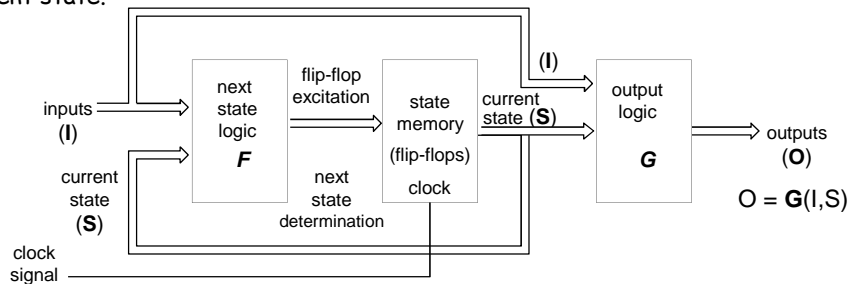 ent state.
inputs
(I)
current
state
(S)
clock
signal
next
state
logic
F
flip-flop
excitation
next
state
determination
state
memory
(flip-flops)
clock
current
state (S)
(I)
output
logic
G
outputs
(O)
O = G(I,S)